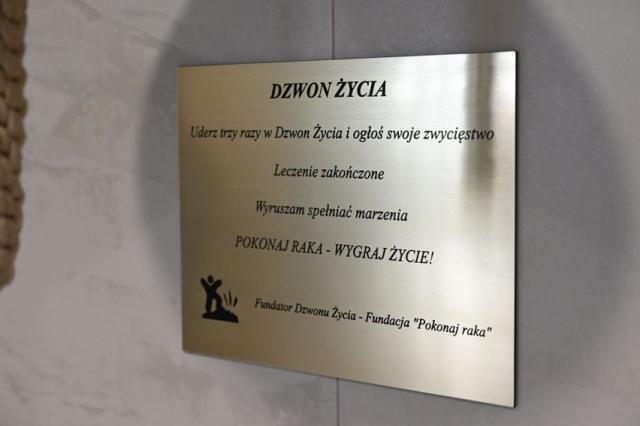 DZWON ŻYCIA
Uderz trzy razy w Dzwon Życia i ogłoś swoje zwycięstwo
Leczenie zakończone
Wyruszam spełniać marzenia
POKONAJ RAKA - WYGRAJ ŻYCIE!
Fundator Dzwonu Życia - Fundacja "Pokonaj raka"